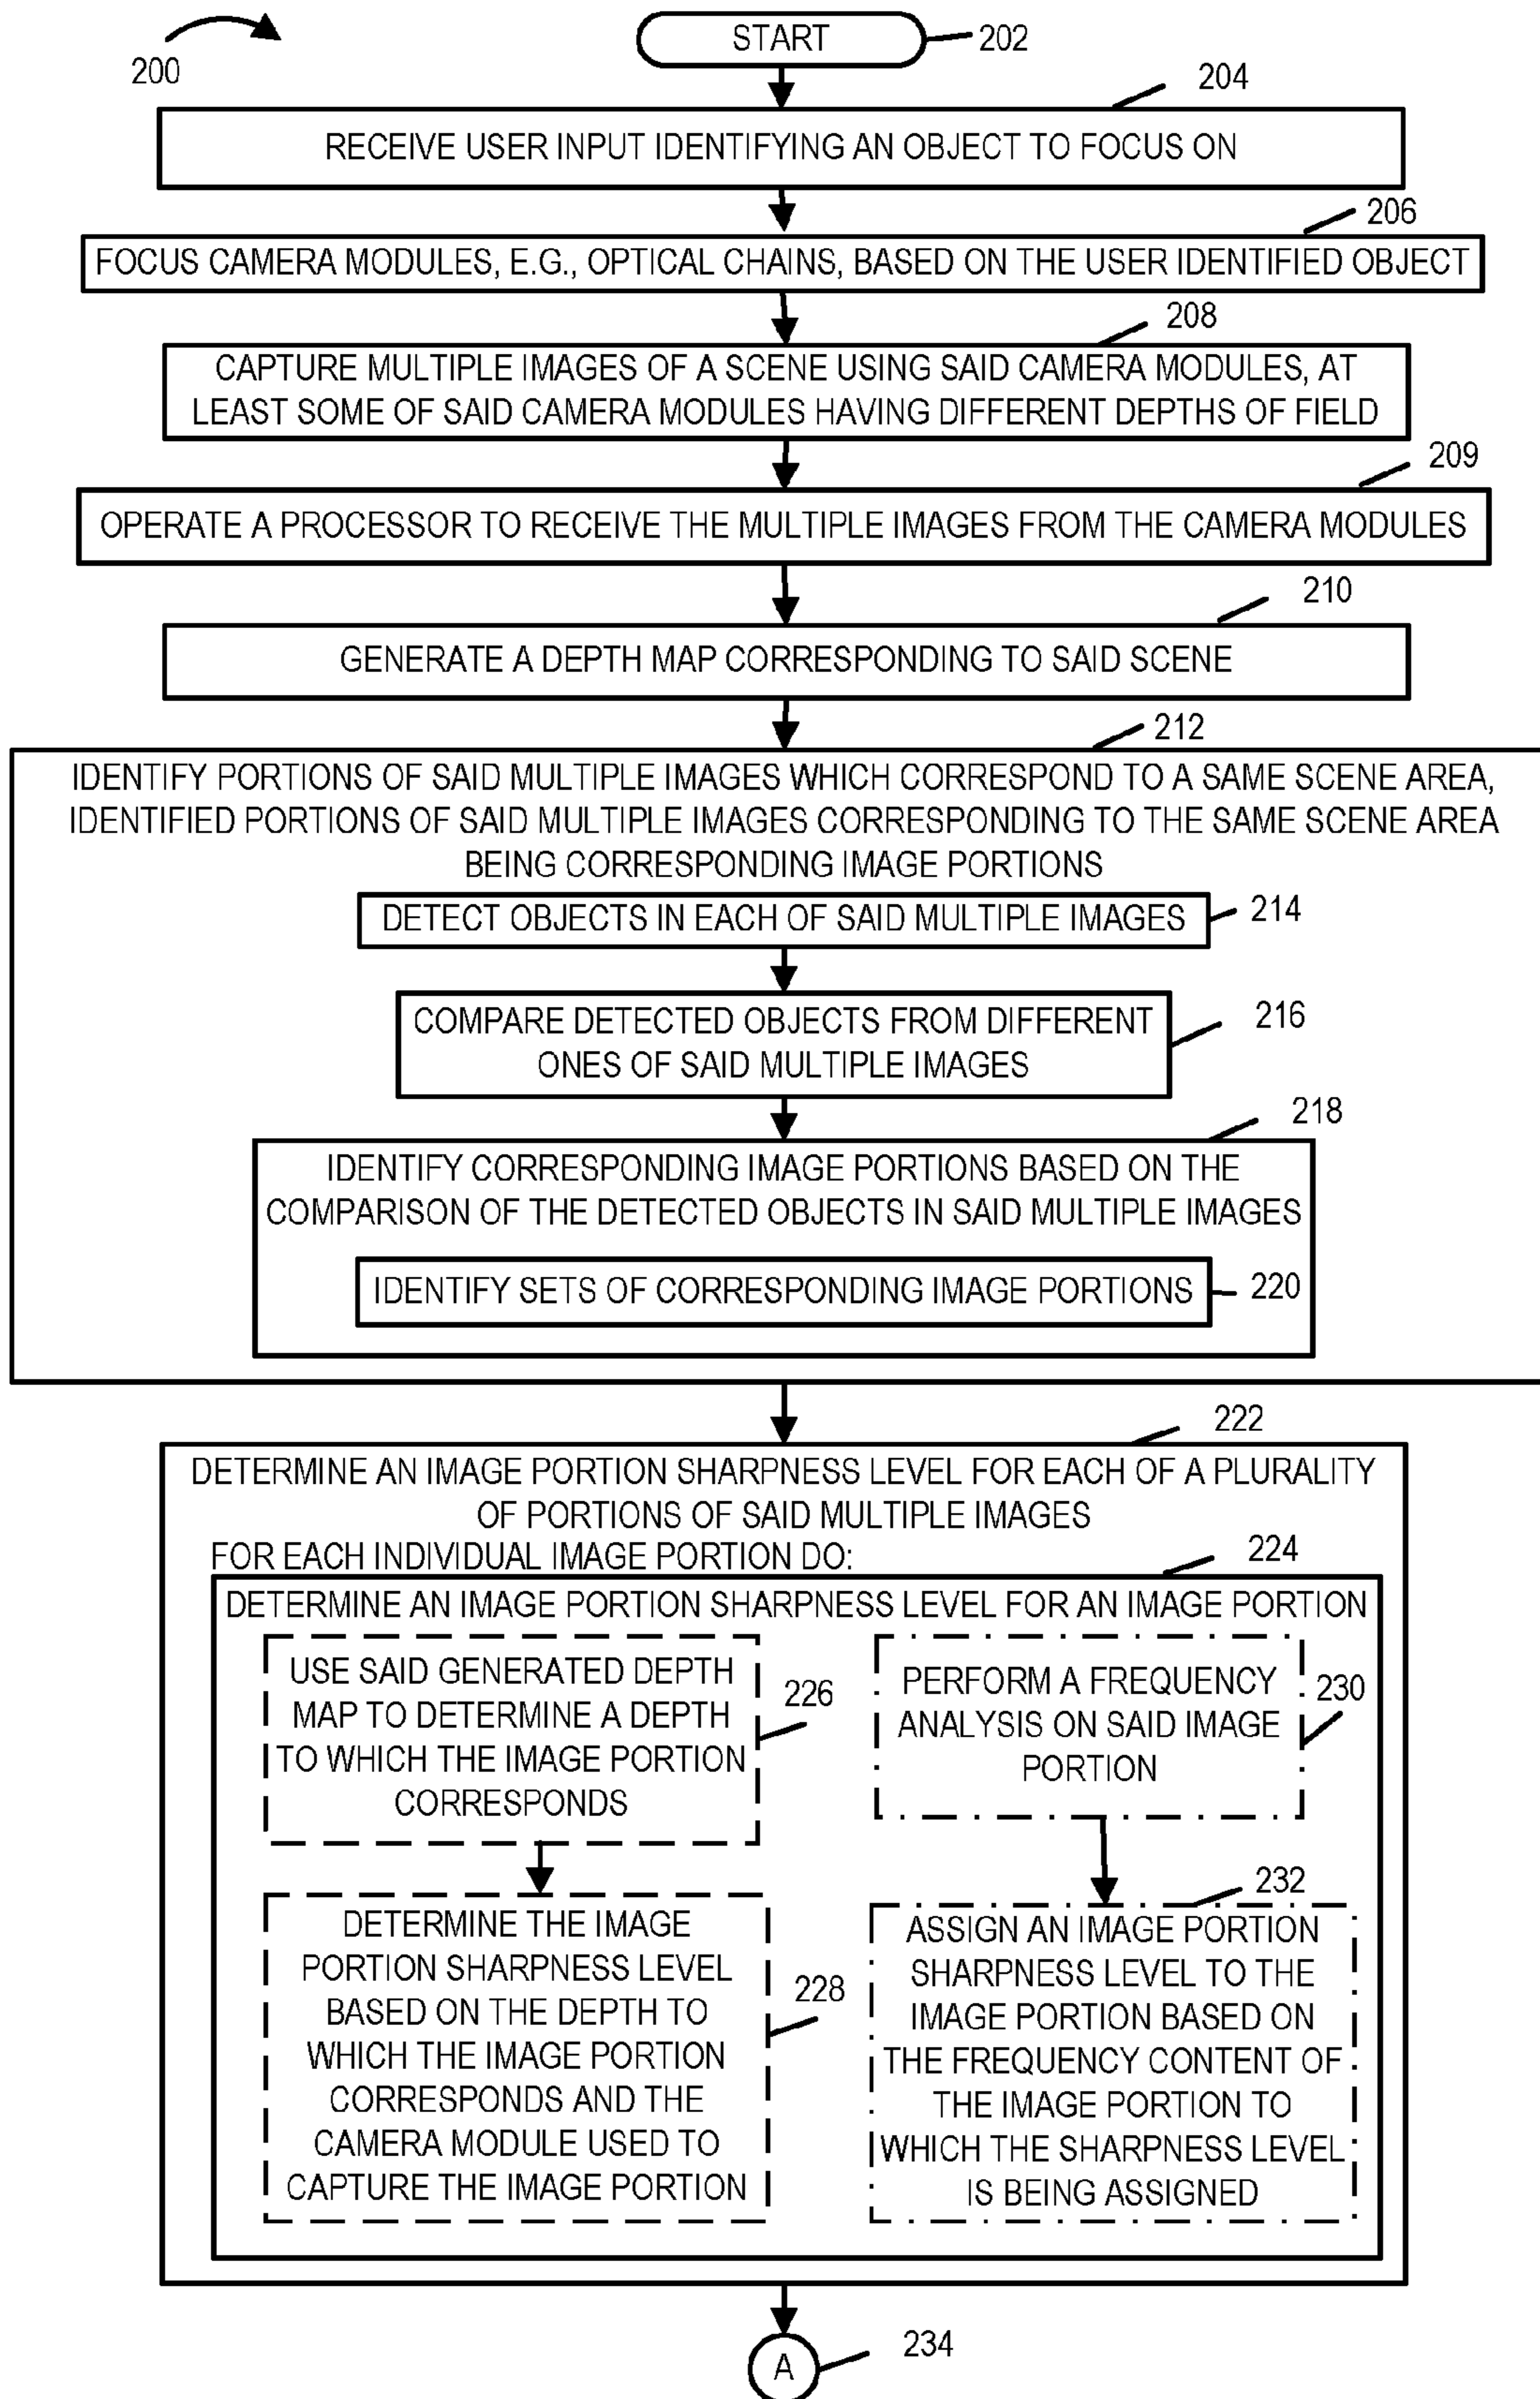 200
START
202
204
RECEIVE USER INPUT IDENTIFYING AN OBJECT TO FOCUS ON
206
FOCUS CAMERA MODULES, E.G., OPTICAL CHAINS, BASED ON THE USER IDENTIFIED OBJECT
208
CAPTURE MULTIPLE IMAGES OF A SCENE USING SAID CAMERA MODULES, AT
LEAST SOME OF SAID CAMERA MODULES HAVING DIFFERENT DEPTHS OF FIELD
209
OPERATE A PROCESSOR TO RECEIVE THE MULTIPLE IMAGES FROM THE CAMERA MODULES
210
GENERATE A DEPTH MAP CORRESPONDING TO SAID SCENE
212
IDENTIFY PORTIONS OF SAID MULTIPLE IMAGES WHICH CORRESPOND TO A SAME SCENE AREA,
IDENTIFIED PORTIONS OF SAID MULTIPLE IMAGES CORRESPONDING TO THE SAME SCENE AREA
BEING CORRESPONDING IMAGE PORTIONS
DETECT OBJECTS IN EACH OF SAID MULTIPLE IMAGES
214
COMPARE DETECTED OBJECTS FROM DIFFERENT
ONES OF SAID MULTIPLE IMAGES
216
218
IDENTIFY CORRESPONDING IMAGE PORTIONS BASED ON THE
COMPARISON OF THE DETECTED OBJECTS IN SAID MULTIPLE IMAGES
IDENTIFY SETS OF CORRESPONDING IMAGE PORTIONS
220
222
DETERMINE AN IMAGE PORTION SHARPNESS LEVEL FOR EACH OF A PLURALITY
OF PORTIONS OF SAID MULTIPLE IMAGES
FOR EACH INDIVIDUAL IMAGE PORTION DO:
224
DETERMINE AN IMAGE PORTION SHARPNESS LEVEL FOR AN IMAGE PORTION
USE SAID GENERATED DEPTH
MAP TO DETERMINE A DEPTH
TO WHICH THE IMAGE PORTION
CORRESPONDS
226
DETERMINE THE IMAGE
PORTION SHARPNESS LEVEL
BASED ON THE DEPTH TO
WHICH THE IMAGE PORTION
CORRESPONDS AND THE
CAMERA MODULE USED TO
CAPTURE THE IMAGE PORTION
228
PERFORM A FREQUENCY
ANALYSIS ON SAID IMAGE
PORTION
230
232
ASSIGN AN IMAGE PORTION
SHARPNESS LEVEL TO THE
IMAGE PORTION BASED ON
THE FREQUENCY CONTENT OF
THE IMAGE PORTION TO
WHICH THE SHARPNESS LEVEL
IS BEING ASSIGNED
A
234